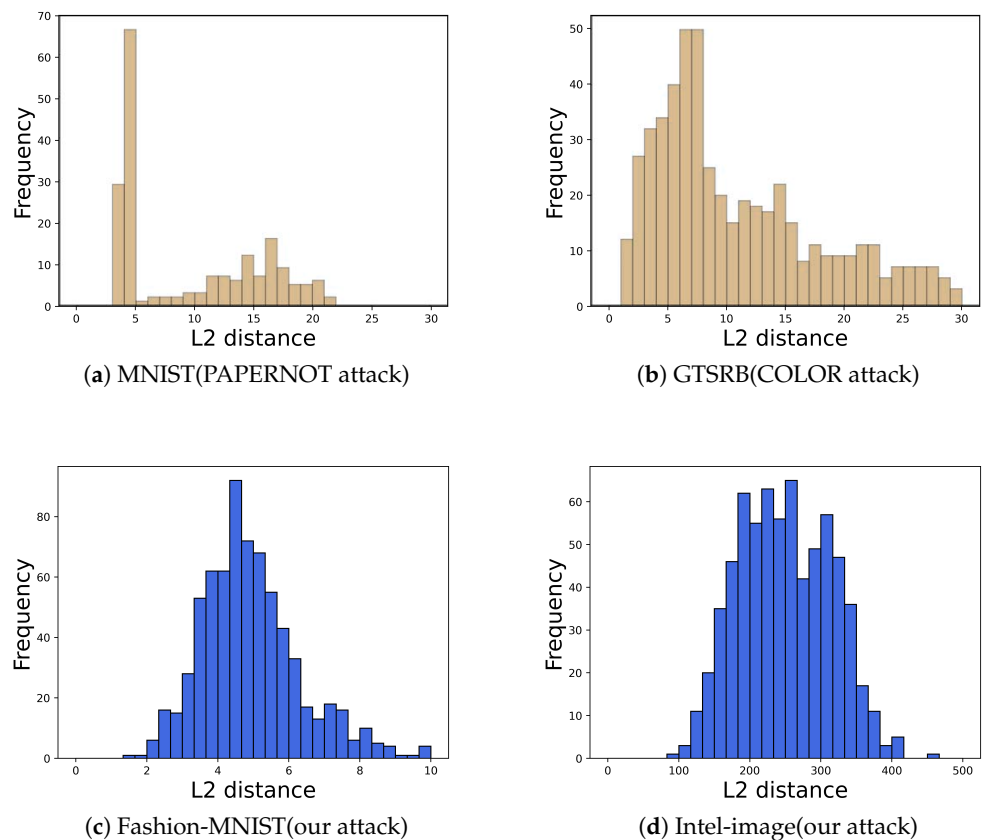 70
60
50
40
30
20
10
0
Frequency
0 5 10 15 20 25 30
L2 distance
(a) MNIST(PAPERNOT attack)
50
40
30
20
10
0
Frequency
0 5 10 15 20 25 30
L2 distance
(b) GTSRB(COLOR attack)
80
60
40
20
0
Frequency
0 2 4 6 8 10
L2 distance
(c) Fashion-MNIST(our attack)
60
50
40
30
20
10
0
Frequency
0 100 200 300 400 500
L2 distance
(d) Intel-image(our attack)